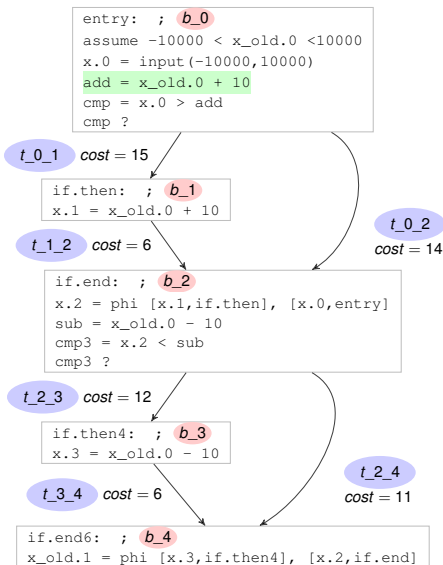 entry:  ; b_0
assume -10000 < x_old.0 <10000
x.0 = input(-10000,10000)
add = x_old.0 + 10
cmp = x.0 > add
cmp ?
t_0_1 cost = 15
if.then:  ; b_1
x.1 = x_old.0 + 10
t_0_2
cost = 14
t_1_2 cost = 6
if.end:  ; b_2
x.2 = phi [x.1,if.then], [x.0,entry]
sub = x_old.0 - 10
cmp3 = x.2 < sub
cmp3 ?
t_2_3 cost = 12
if.then4:  ; b_3
x.3 = x_old.0 - 10
t_2_4
cost = 11
t_3_4 cost = 6
if.end6:  ; b_4
x_old.1 = phi [x.3,if.then4], [x.2,if.end]